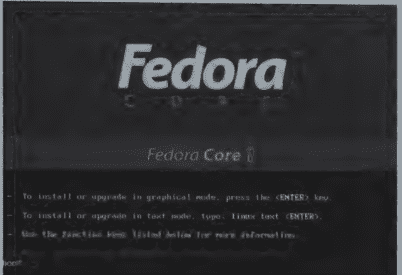 Fedora
C O R E
Fedora Core
- To install or upgrade in graphical mode, press the <ENTER> key.
- To install or upgrade in text mode, type: linux text <ENTER>.
- Use the function keys listed below for more information.
boot: